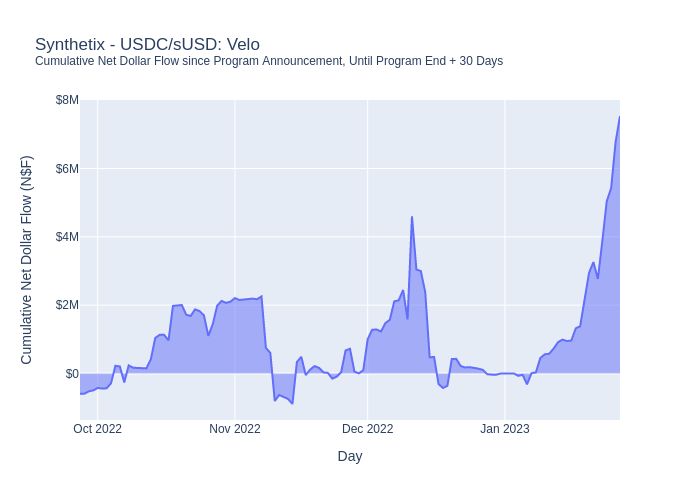 Synthetix - USDC/sUSD: Velo
Cumulative Net Dollar Flow since Program Announcement, Until Program End + 30 Days
Cumulative Net Dollar Flow (N$F)
$8M
$6M
$4M
$2M
$0
Oct 2022
Nov 2022
Dec 2022
Jan 2023
Day